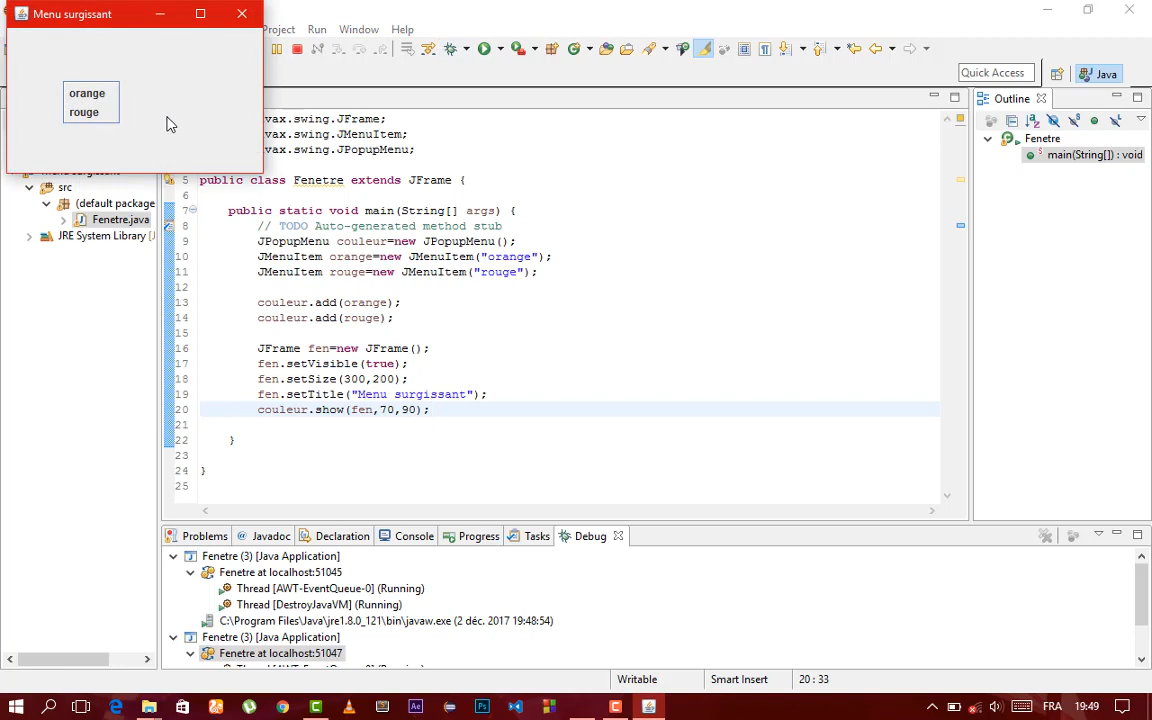 Menu surgissant
orange
rouge
Project Run Window Help
Quick Access
Java
vax.swing.JFrame;
vax.swing.JMenuItem;
vax.swing.JPopupMenu;
src
(default package
Fenetre.java
JRE System Library [J
5 public class Fenetre extends JFrame {
6
7 public static void main(String[] args) {
8 // TODO Auto-generated method stub
9 JPopupMenu couleur=new JPopupMenu();
10 JMenuItem orange=new JMenuItem("orange");
11 JMenuItem rouge=new JMenuItem("rouge");
12
13 couleur.add(orange);
14 couleur.add(rouge);
15
16 JFrame fen=new JFrame();
17 fen.setVisible(true);
18 fen.setSize(300,200);
19 fen.setTitle("Menu surgissant");
20 couleur.show(fen,70,90);
21
22 }
23
24 }
25
Outline
Fenetre
main(String[]) : void
Problems Javadoc Declaration Console Progress Tasks Debug
Fenetre (3) [Java Application]
Fenetre at localhost:51045
Thread [AWT-EventQueue-0] (Running)
Thread [DestroyJavaVM] (Running)
C:\Program Files\Java\jre1.8.0_121\bin\javaw.exe (2 déc. 2017 19:48:54)
Fenetre (3) [Java Application]
Fenetre at localhost:51047
Writable Smart Insert 20 : 33
FRA 19:49